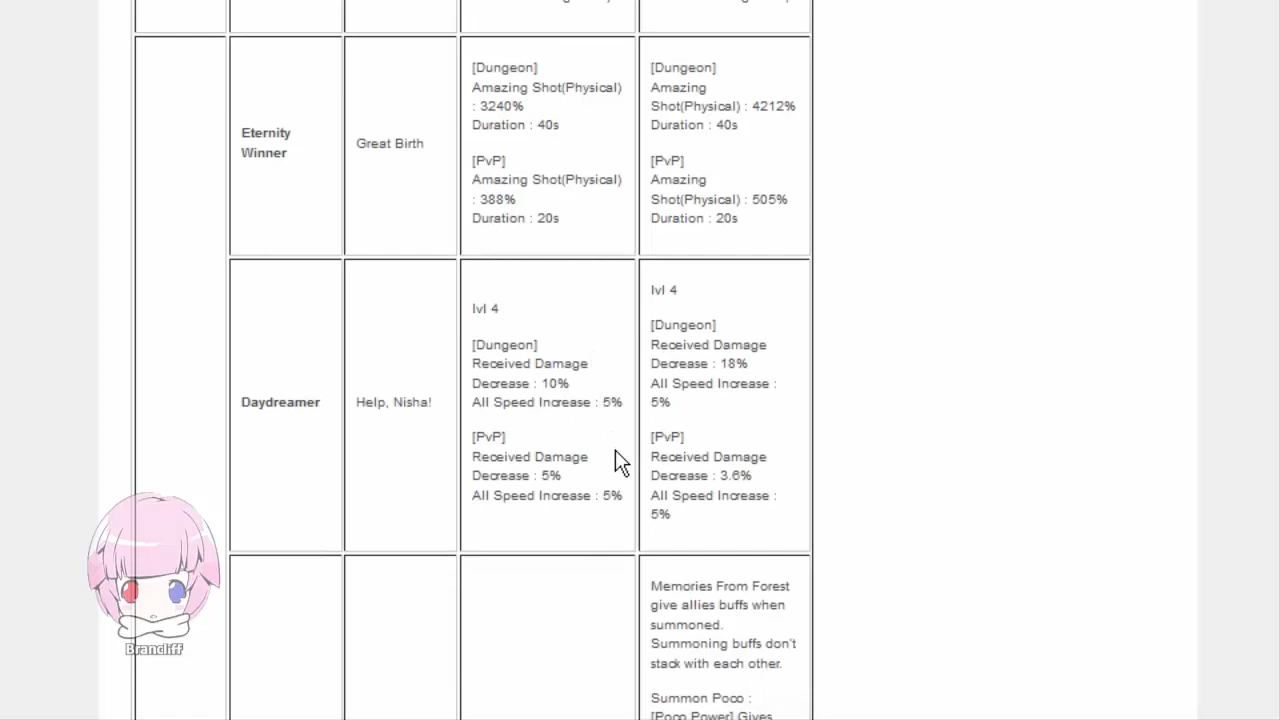 [Dungeon]
Amazing Shot(Physical)
: 3240%
Duration : 40s
[PvP]
Amazing Shot(Physical)
: 388%
Duration : 20s
[Dungeon]
Amazing
Shot(Physical) : 4212%
Duration : 40s
[PvP]
Amazing
Shot(Physical) : 505%
Duration : 20s
Eternity
Winner
Great Birth
lvl 4
[Dungeon]
Received Damage
Decrease : 10%
All Speed Increase : 5%
[PvP]
Received Damage
Decrease : 5%
All Speed Increase : 5%
lvl 4
[Dungeon]
Received Damage
Decrease : 18%
All Speed Increase :
5%
[PvP]
Received Damage
Decrease : 3.6%
All Speed Increase :
5%
Daydreamer
Help, Nisha!
Memories From Forest
give allies buffs when
summoned.
Summoning buffs don't
stack with each other.
Summon Poco :
[Poco Power] Gives
Brancliff